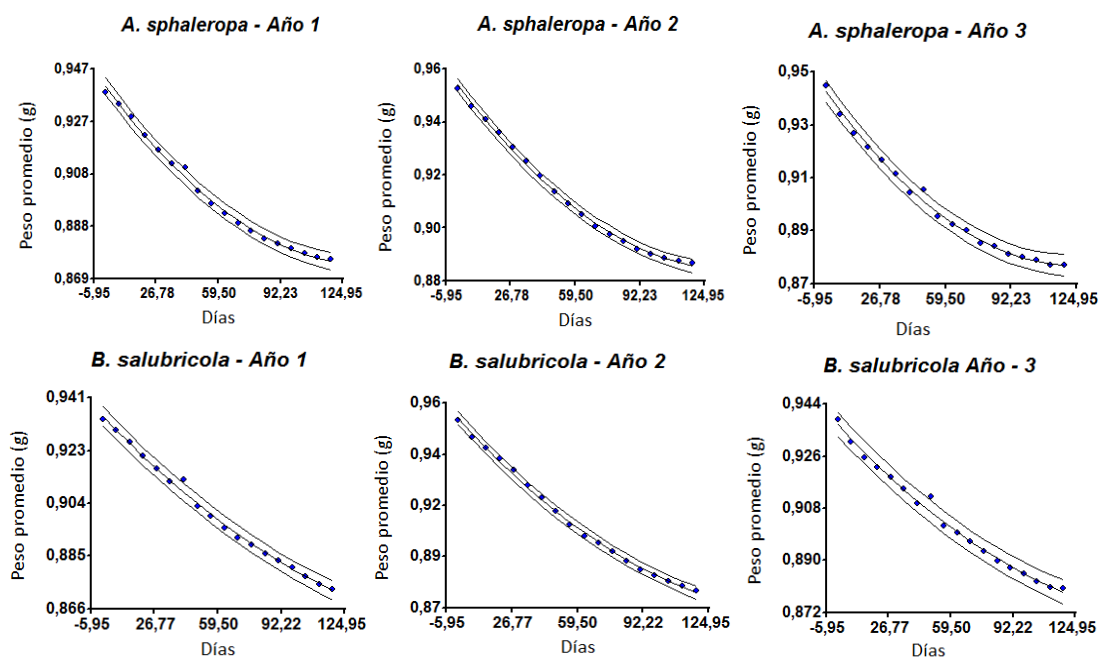 A. sphaleropa - Año 1
Peso promedio (g)
0,947
0,927
0,908
0,888
0,869
-5,95 26,78 59,50 92,23 124,95
Días
A. sphaleropa - Año 2
Peso promedio (g)
0,96
0,94
0,92
0,90
0,88
-5,95 26,78 59,50 92,23 124,95
Días
A. sphaleropa - Año 3
Peso promedio (g)
0,95
0,93
0,91
0,89
0,87
-5,95 26,78 59,50 92,23 124,95
Días
B. salubricola - Año 1
Peso promedio (g)
0,941
0,923
0,904
0,885
0,866
-5,95 26,77 59,50 92,22 124,95
Días
B. salubricola - Año 2
Peso promedio (g)
0,96
0,94
0,92
0,89
0,87
-5,95 26,77 59,50 92,22 124,95
Días
B. salubricola Año - 3
Peso promedio (g)
0,944
0,926
0,908
0,890
0,872
-5,95 26,77 59,50 92,22 124,95
Días